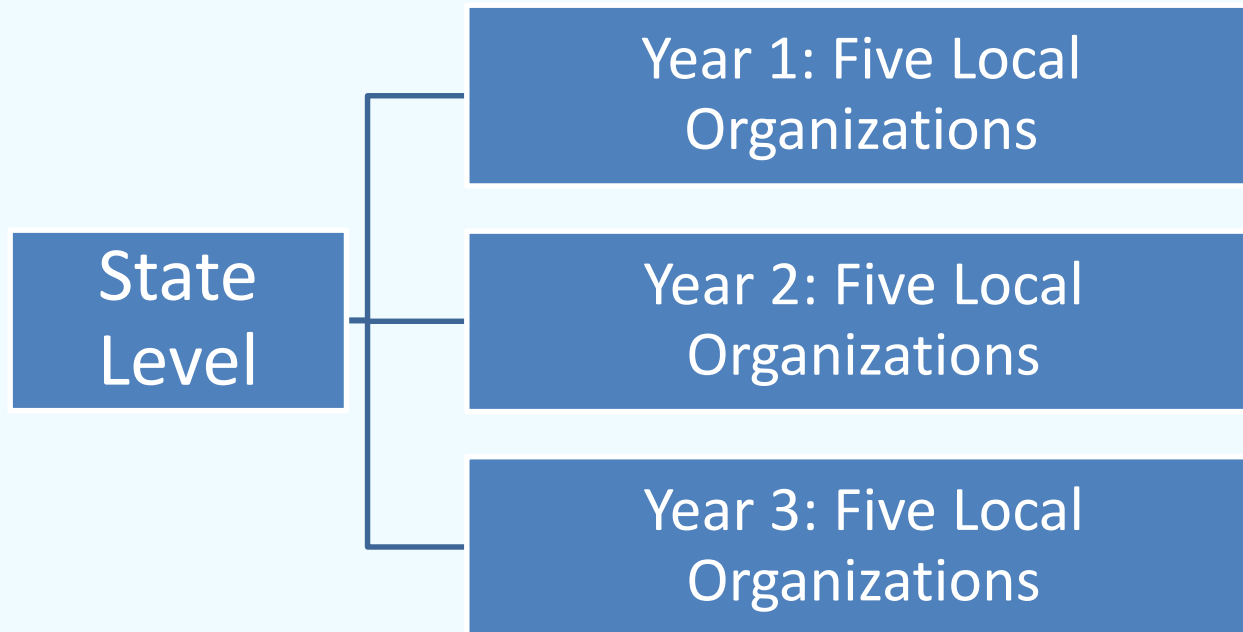 State
Level
Year 1: Five Local
Organizations
Year 2: Five Local
Organizations
Year 3: Five Local
Organizations